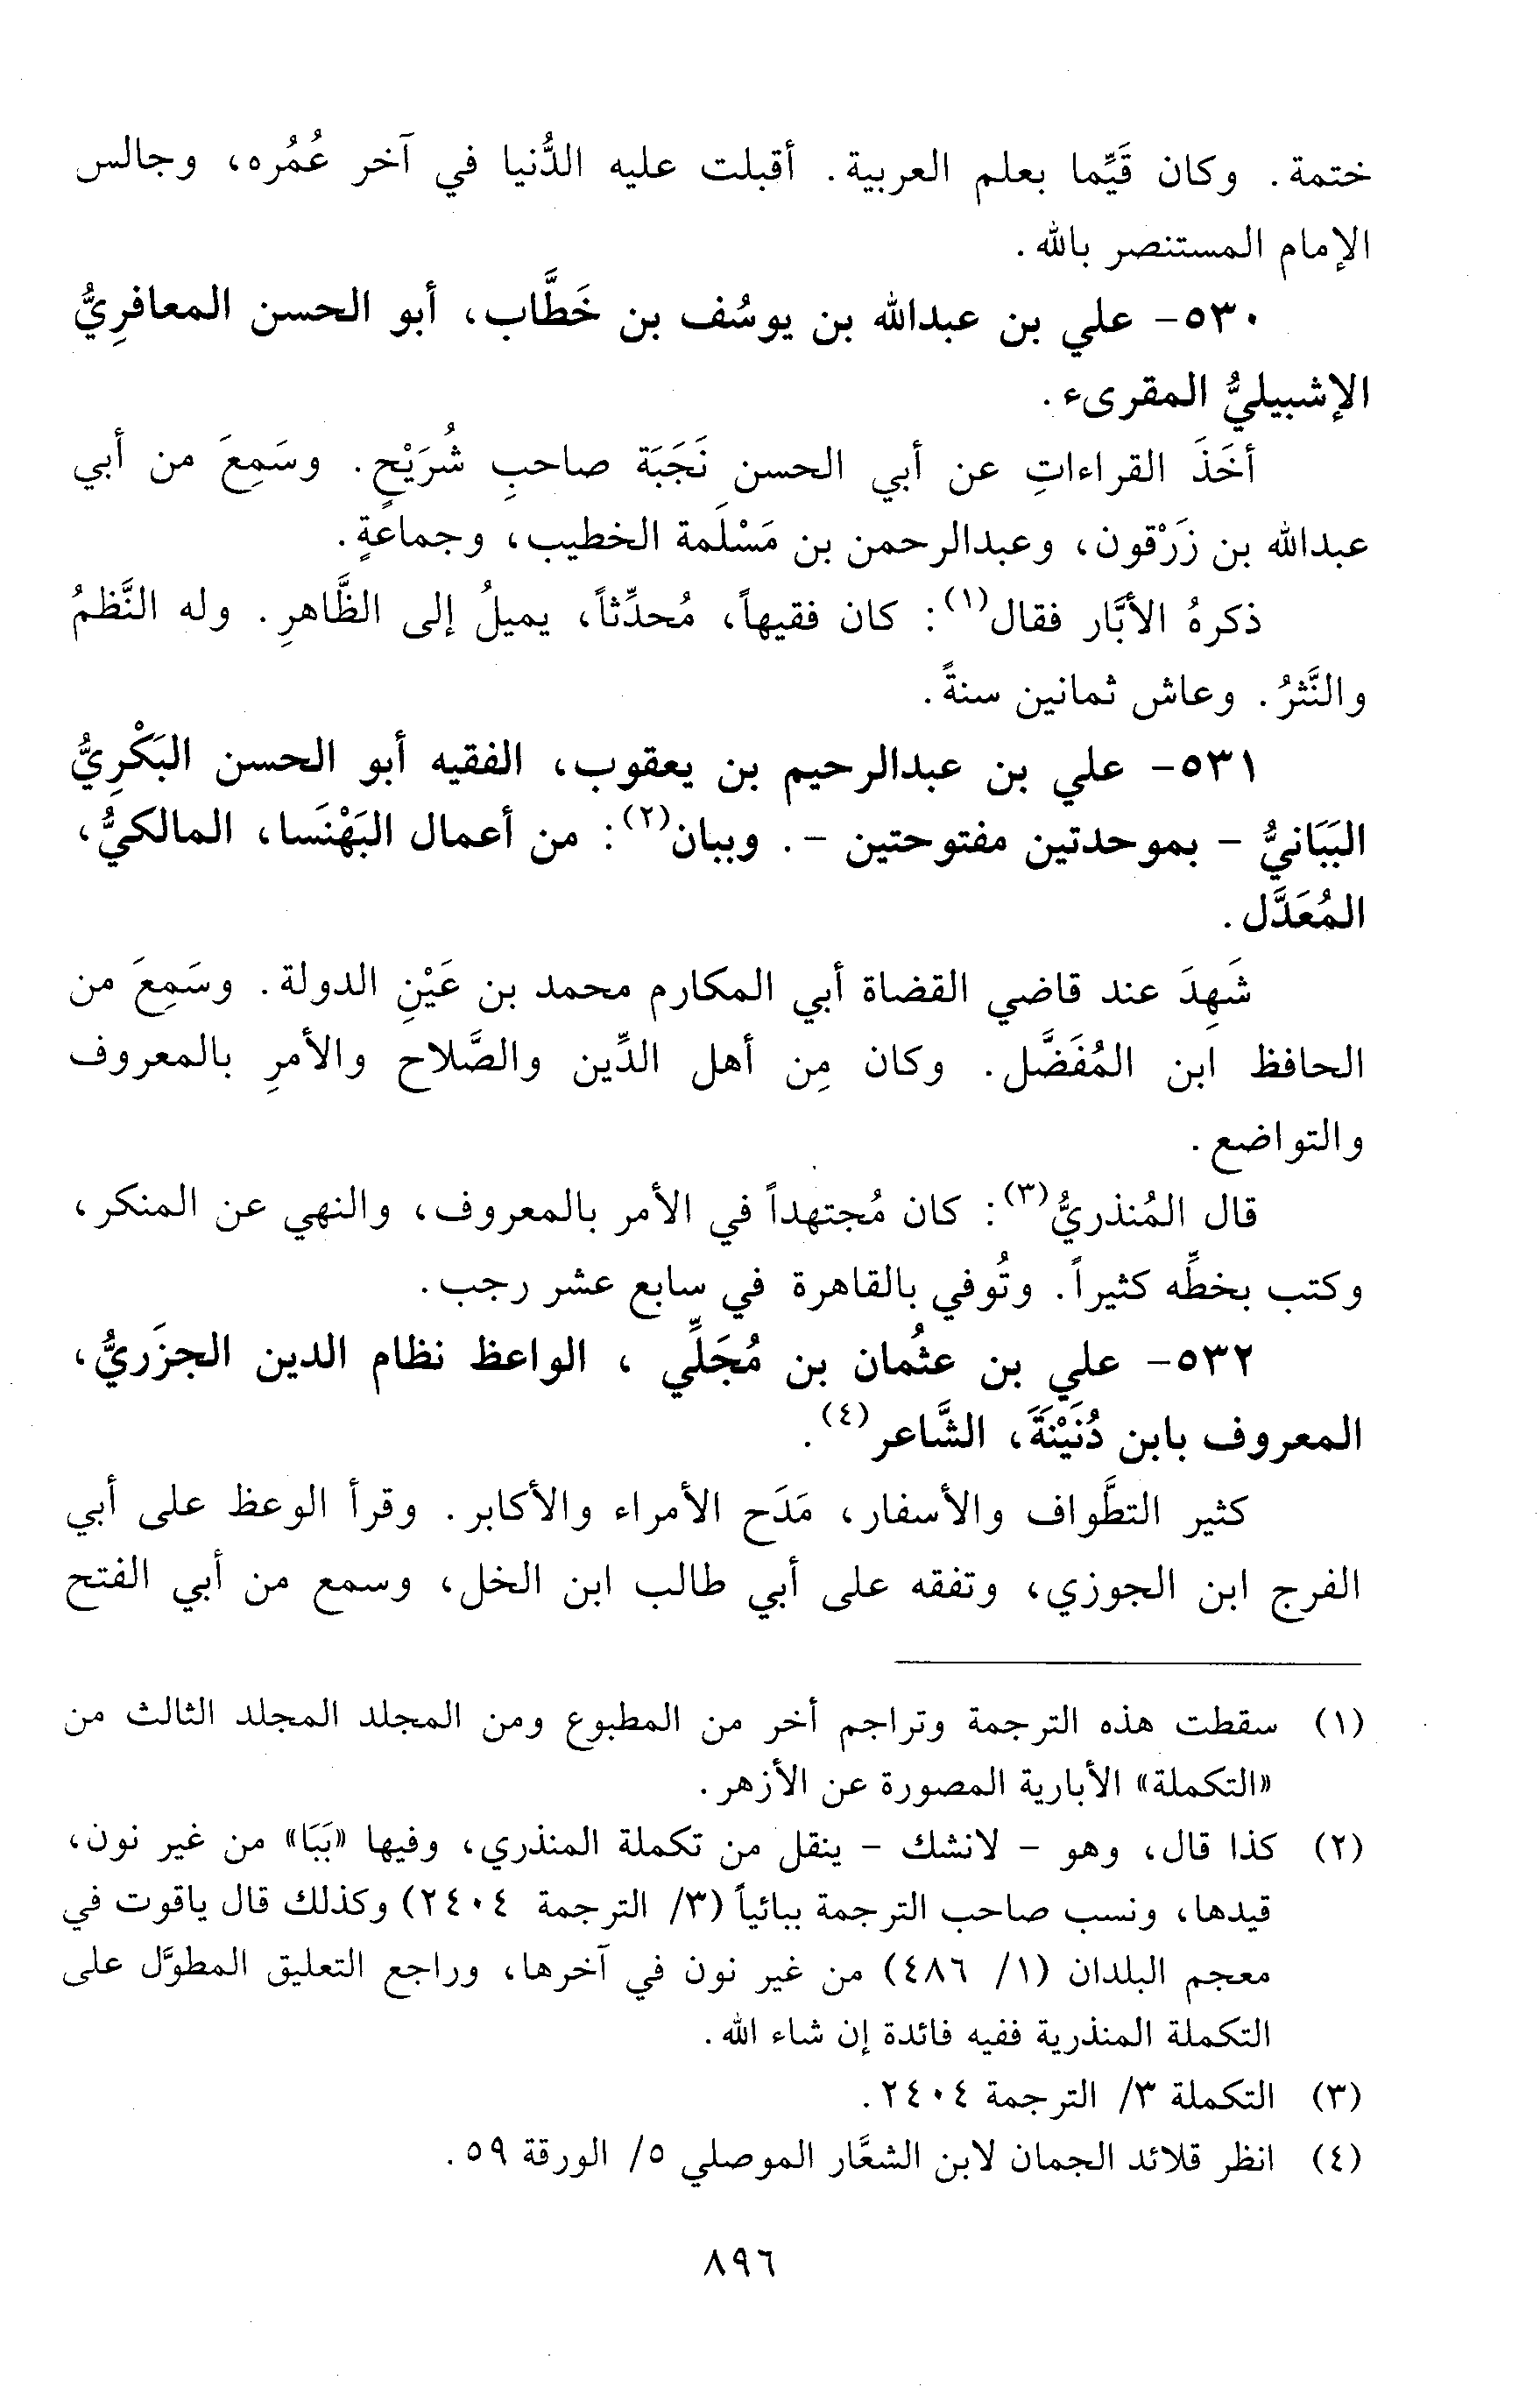 ختمة. وكان قَيِّما بعلم العربية. أقبلت عليه الدُّنيا في آخر عُمُره، وجالس
الإمام المستنصر بالله.
٥٣٠- علي بن عبدالله بن يوسُف بن خَطَّاب، أبو الحسن المعافرِيُّ
الإشبيليُّ المقرىء.
أخَذَ القراءاتِ عن أبي الحسن نَجَبَة صاحبِ شُرَيْحٍ. وسَمِعَ من أبي
عبدالله بن زَرْقون، وعبدالرحمن بن مَسْلَمة الخطيب، وجماعةٍ.
ذكرهُ الأبَّار فقال(١): كان فقيهاً، مُحدِّثاً، يميلُ إلى الظَّاهرِ. وله النَّظمُ
والنَّثرُ. وعاش ثمانين سنةً.
٥٣١- علي بن عبدالرحيم بن يعقوب، الفقيه أبو الحسن البَكْرِيُّ
البَبَانيُّ - بموحدتين مفتوحتين -. وببان(٢): من أعمال البَهْنَسا، المالكيُّ،
المُعَدَّل.
شَهِدَ عند قاضي القضاة أبي المكارم محمد بن عَيْنِ الدولة. وسَمِعَ من
الحافظ ابن المُفَضَّل. وكان مِن أهل الدِّين والصَّلاح والأمرِ بالمعروف
والتواضع.
قال المُنذريُّ(٣): كان مُجتهداً في الأمر بالمعروف، والنهي عن المنكر،
وكتب بخطِّه كثيراً. وتُوفي بالقاهرة في سابع عشر رجب.
٥٣٢- علي بن عثُمان بن مُجَلِّي ، الواعظ نظام الدين الجزَريُّ،
المعروف بابن دُنَيْنَةَ، الشَّاعر(٤).
كثير التطَّواف والأسفار، مَدَح الأمراء والأكابر. وقرأ الوعظ على أبي
الفرج ابن الجوزي، وتفقه على أبي طالب ابن الخل، وسمع من أبي الفتح
(١) سقطت هذه الترجمة وتراجم أخر من المطبوع ومن المجلد المجلد الثالث من
«التكملة» الأبارية المصورة عن الأزهر.
(٢) كذا قال، وهو - لانشك - ينقل من تكملة المنذري، وفيها «بَبَا» من غير نون،
قيدها، ونسب صاحب الترجمة ببائياً (٣/ الترجمة ٢٤٠٤) وكذلك قال ياقوت في
معجم البلدان (١/ ٤٨٦) من غير نون في آخرها، وراجع التعليق المطوَّل على
التكملة المنذرية ففيه فائدة إن شاء الله.
(٣) التكملة ٣/ الترجمة ٢٤٠٤.
(٤) انظر قلائد الجمان لابن الشعَّار الموصلي ٥/ الورقة ٥٩.
٨٩٦